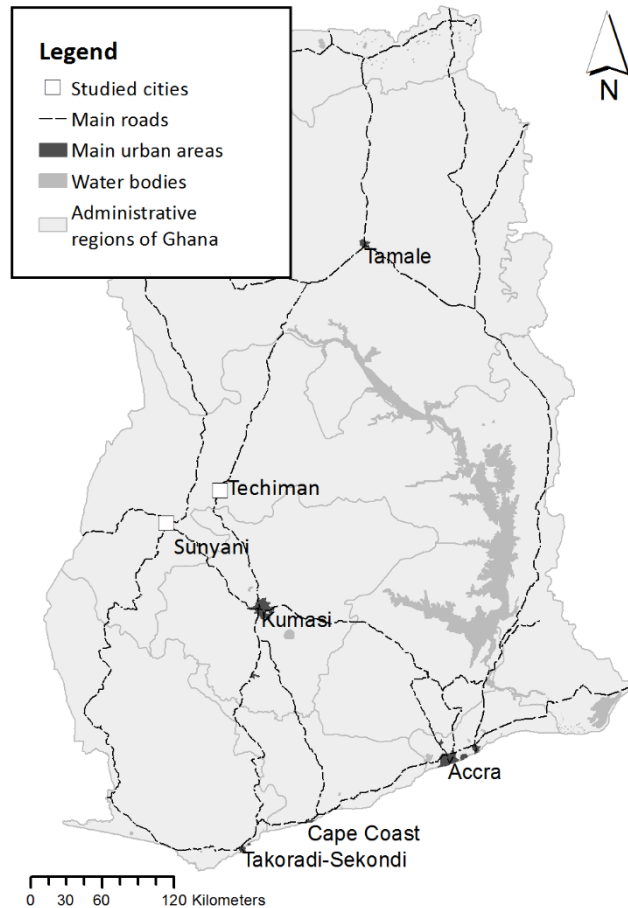 Legend
Studied cities
Main roads
Main urban areas
Water bodies
Administrative
regions of Ghana
N
Tamale
Techiman
Sunyani
Kumasi
Accra
Cape Coast
Takoradi-Sekondi
0 30 60 120 Kilometers